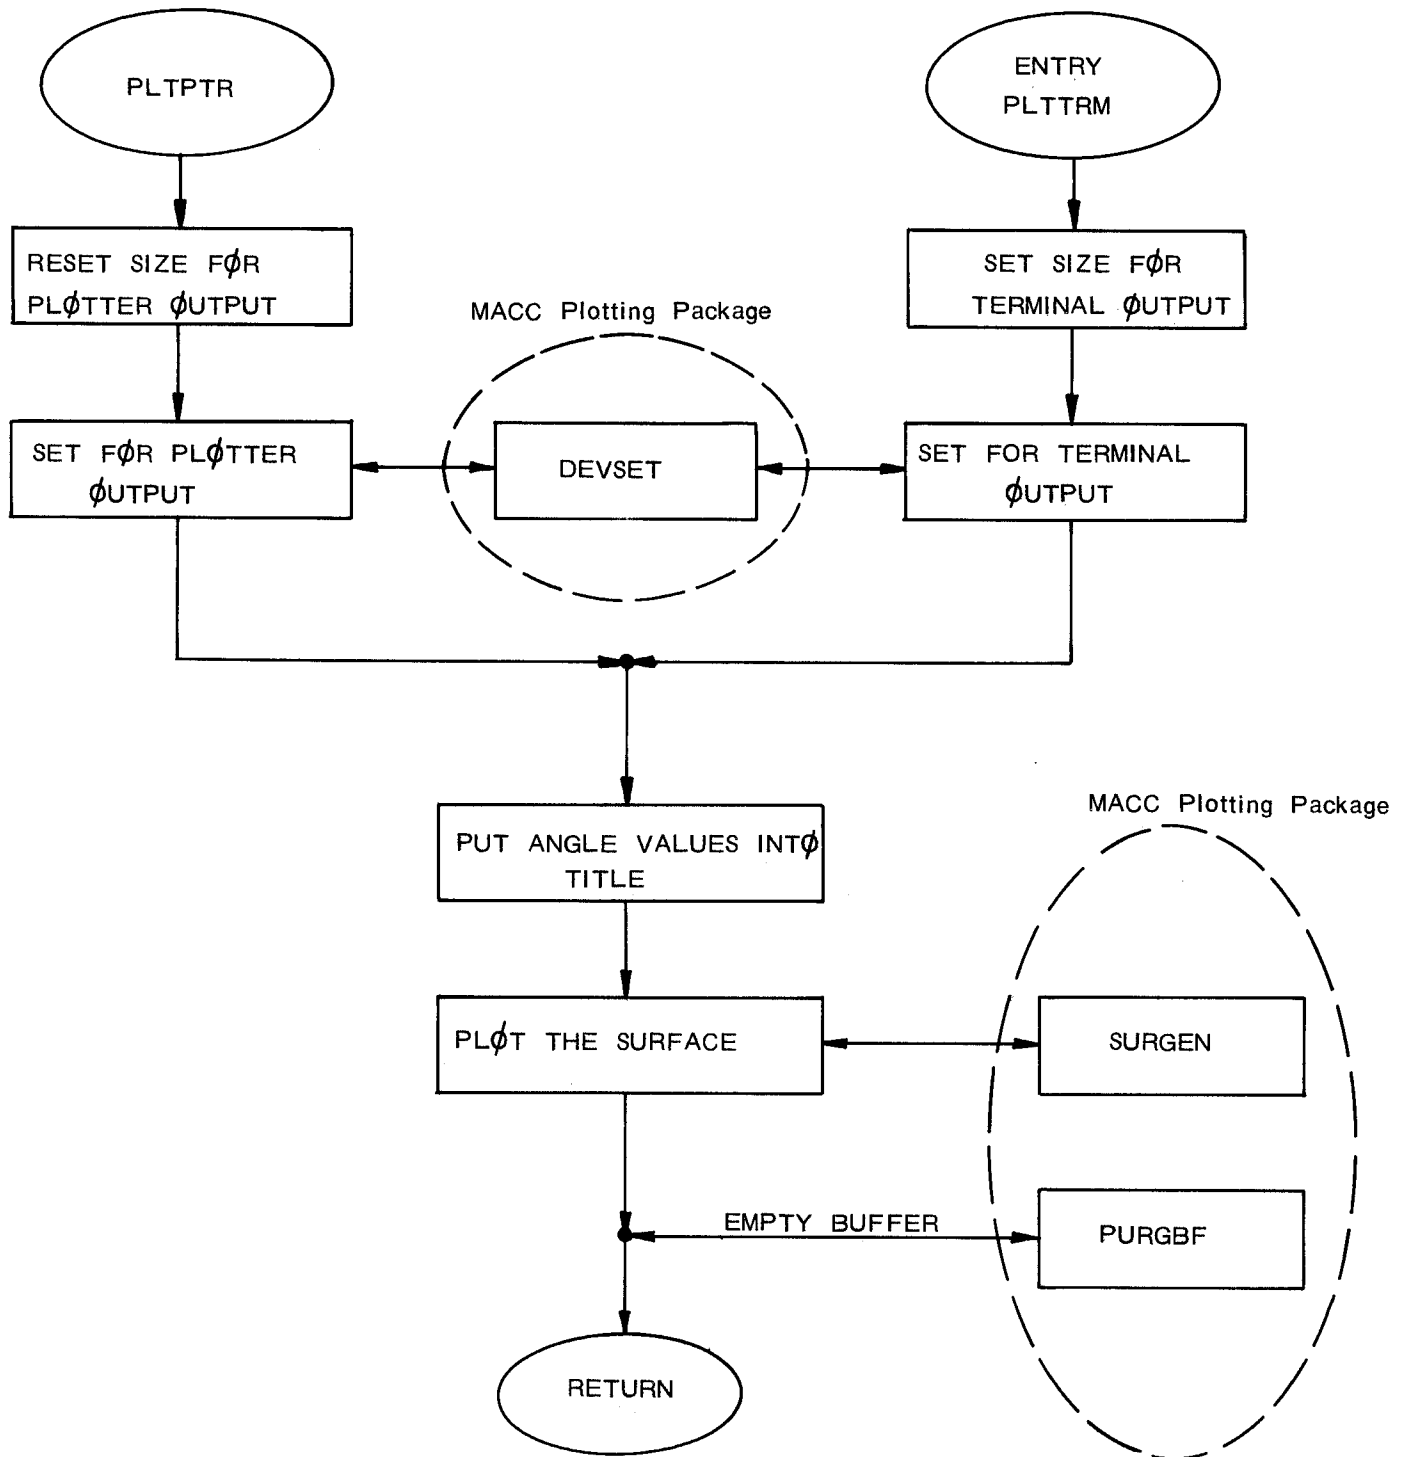 PLTPTR
ENTRY
PLTTRM
RESET SIZE FØR
PLØTTER ØUTPUT
SET SIZE FØR
TERMINAL ØUTPUT
MACC Plotting Package
SET FØR PLØTTER
ØUTPUT
DEVSET
SET FOR TERMINAL
ØUTPUT
PUT ANGLE VALUES INTØ
TITLE
MACC Plotting Package
PLØT THE SURFACE
SURGEN
EMPTY BUFFER
PURGBF
RETURN